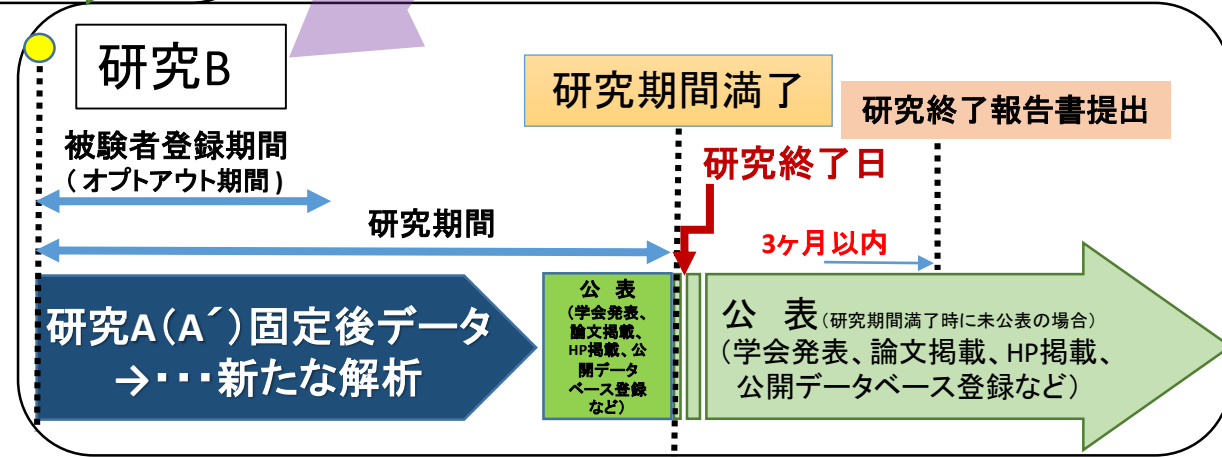 研究B
研究期間満了
研究終了報告書提出
被験者登録期間
（オプトアウト期間）
研究終了日
研究期間
3ヶ月以内
研究A（A´）固定後データ
→・・・新たな解析
公 表
（学会発表、
論文掲載、
HP掲載、公
開データ
ベース登録
など）
公 表（研究期間満了時に未公表の場合）
（学会発表、論文掲載、HP掲載、
公開データベース登録など）